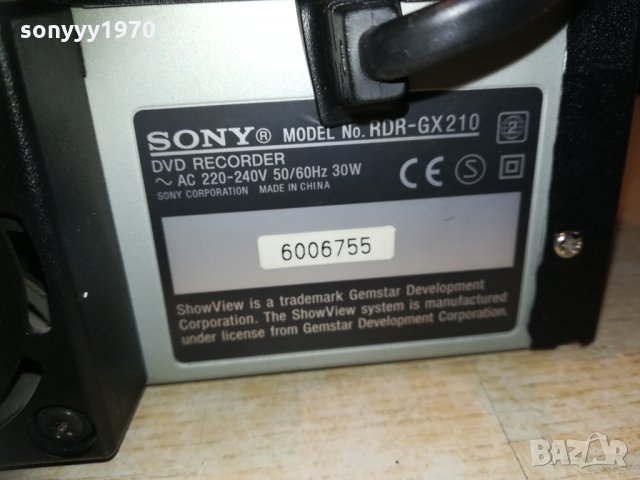 sonyyy1970
SONY® MODEL No. RDR-GX210
DVD RECORDER
~ AC 220-240V 50/60Hz 30W
SONY CORPORATION MADE IN CHINA
CE S
2
6006755
ShowView is a trademark Gemstar Development
Corporation. The ShowView system is manufactured
under license from Gemstar Development Corporation.
BAZAR